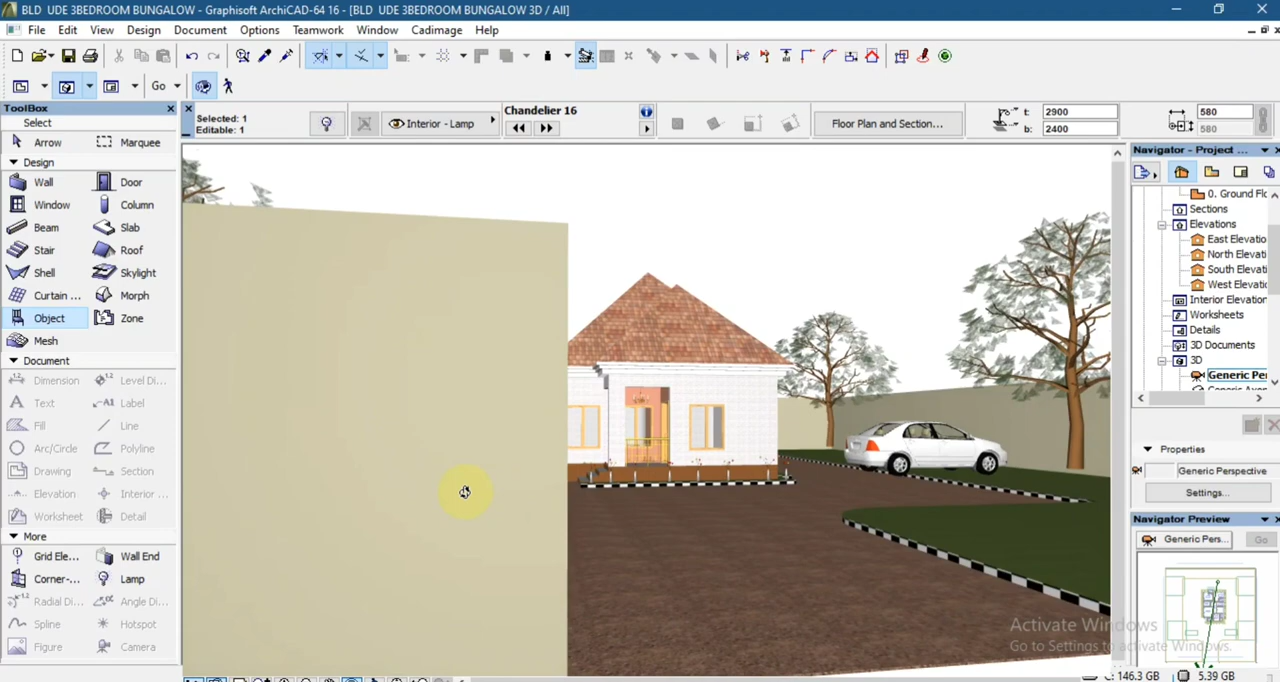 BLD UDE 3BEDROOM BUNGALOW - Graphisoft ArchiCAD-64 16 - [BLD UDE 3BEDROOM BUNGALOW 3D / All]
File Edit View Design Document Options Teamwork Window Cadimage Help
Go
ToolBox
Select
Arrow Marquee
Design
Wall Door
Window Column
Beam Slab
Stair Roof
Shell Skylight
Curtain ... Morph
Object Zone
Mesh
Document
Dimension Level Di...
Text Label
Fill Line
Arc/Circle Polyline
Drawing Section
Elevation Interior ...
Worksheet Detail
More
Grid Ele... Wall End
Corner-... Lamp
Radial Di... Angle Di...
Spline Hotspot
Figure Camera
Selected: 1
Editable: 1
Interior - Lamp
Chandelier 16
Floor Plan and Section...
t: 2900
b: 2400
580
580
Navigator - Project ...
0. Ground Flo
Sections
Elevations
East Elevatio
North Elevatio
South Elevati
West Elevatio
Interior Elevation
Worksheets
Details
3D Documents
3D
Generic Per
Generic Axon
Properties
Generic Perspective
Settings...
Navigator Preview
Generic Pers... Go
Activate Windows
Go to Settings to activate Windows.
C: 146.3 GB 5.39 GB